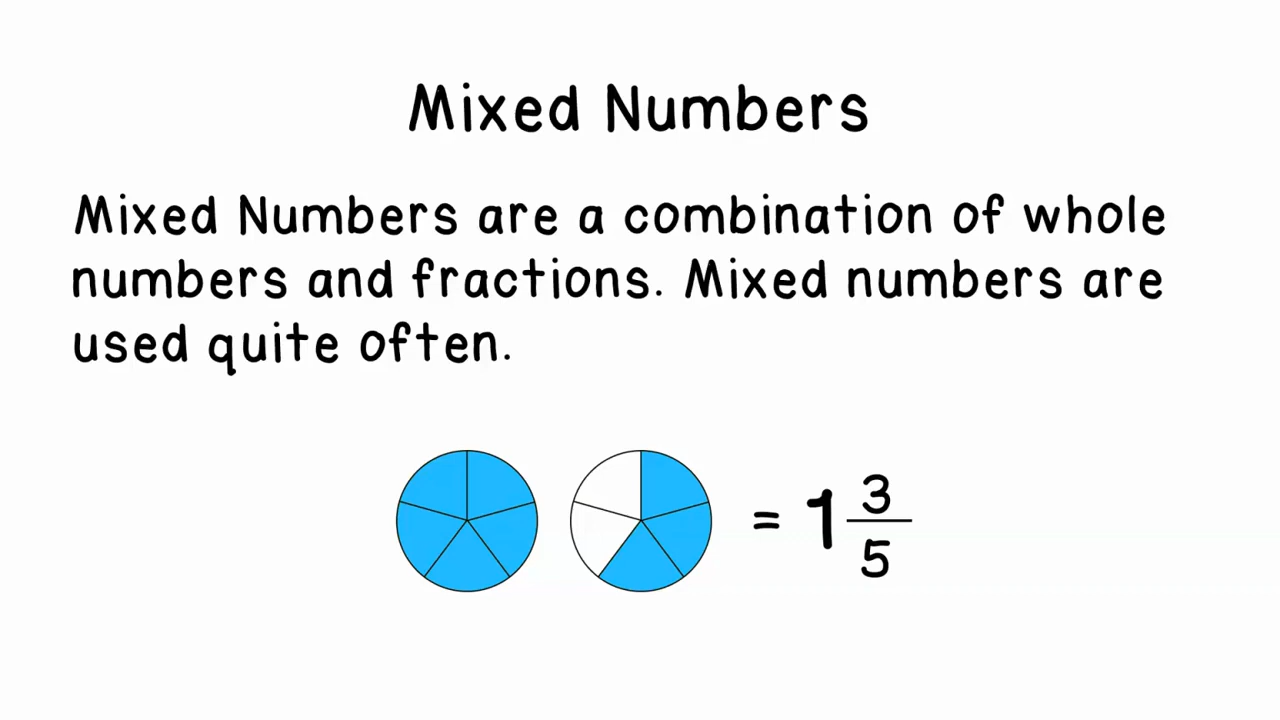 Mixed Numbers
Mixed Numbers are a combination of whole
numbers and fractions. Mixed numbers are
used quite often.
= 1 3/5